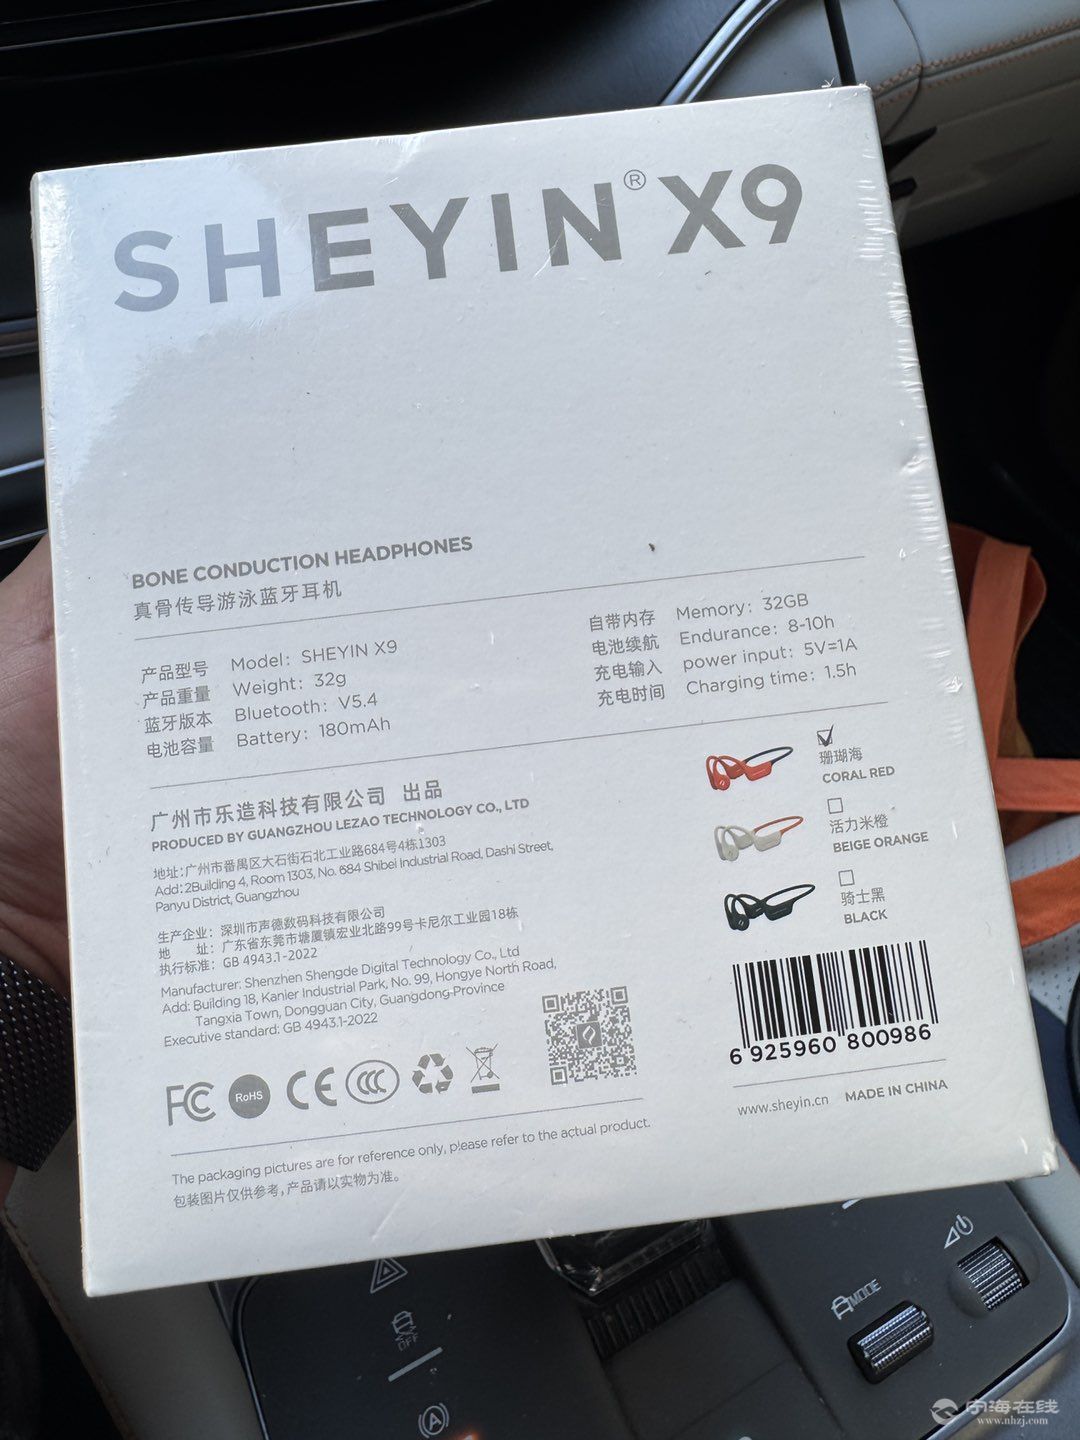 SHEYIN® X9
BONE CONDUCTION HEADPHONES
真骨传导游泳蓝牙耳机
产品型号 Model: SHEYIN X9
产品重量 Weight: 32g
蓝牙版本 Bluetooth: V5.4
电池容量 Battery: 180mAh
自带内存 Memory: 32GB
电池续航 Endurance: 8-10h
充电输入 power input: 5V=1A
充电时间 Charging time: 1.5h
广州市乐造科技有限公司 出品
PRODUCED BY GUANGZHOU LEZAO TECHNOLOGY CO., LTD
地址:广州市番禺区大石街石北工业路684号4栋1303
Add: 2Building 4, Room 1303, No. 684 Shibei Industrial Road, Dashi Street,
Panyu District, Guangzhou
生产企业: 深圳市声德数码科技有限公司
地 址: 广东省东莞市塘厦镇宏业北路99号卡尼尔工业园18栋
执行标准: GB 4943.1-2022
Manufacturer: Shenzhen Shengde Digital Technology Co., Ltd
Add: Building 18, Kanier Industrial Park, No. 99, Hongye North Road,
Tangxia Town, Dongguan City, Guangdong Province
Executive standard: GB 4943.1-2022
珊瑚海
CORAL RED
活力米橙
BEIGE ORANGE
骑士黑
BLACK
6 925960 800986
FC RoHS CE CCC
www.sheyin.cn MADE IN CHINA
The packaging pictures are for reference only, please refer to the actual product.
包装图片仅供参考,产品请以实物为准。
MODE
OFF
A
内海在线
www.nhzj.com